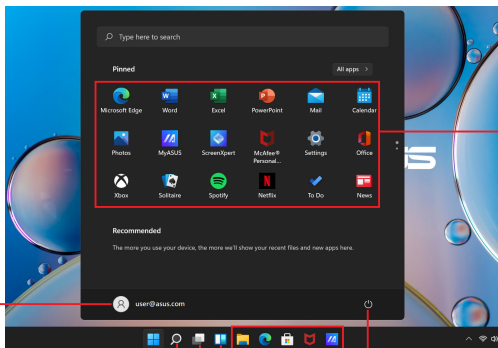 Type here to search
Pinned
All apps >
Microsoft Edge Word Excel PowerPoint Mail Calendar
Photos MyASUS ScreenXpert McAfee® Personal... Settings Office
Xbox Solitaire Spotify Netflix To Do News
Recommended
The more you use your device, the more we'll show your recent files and new apps here.
user@asus.com